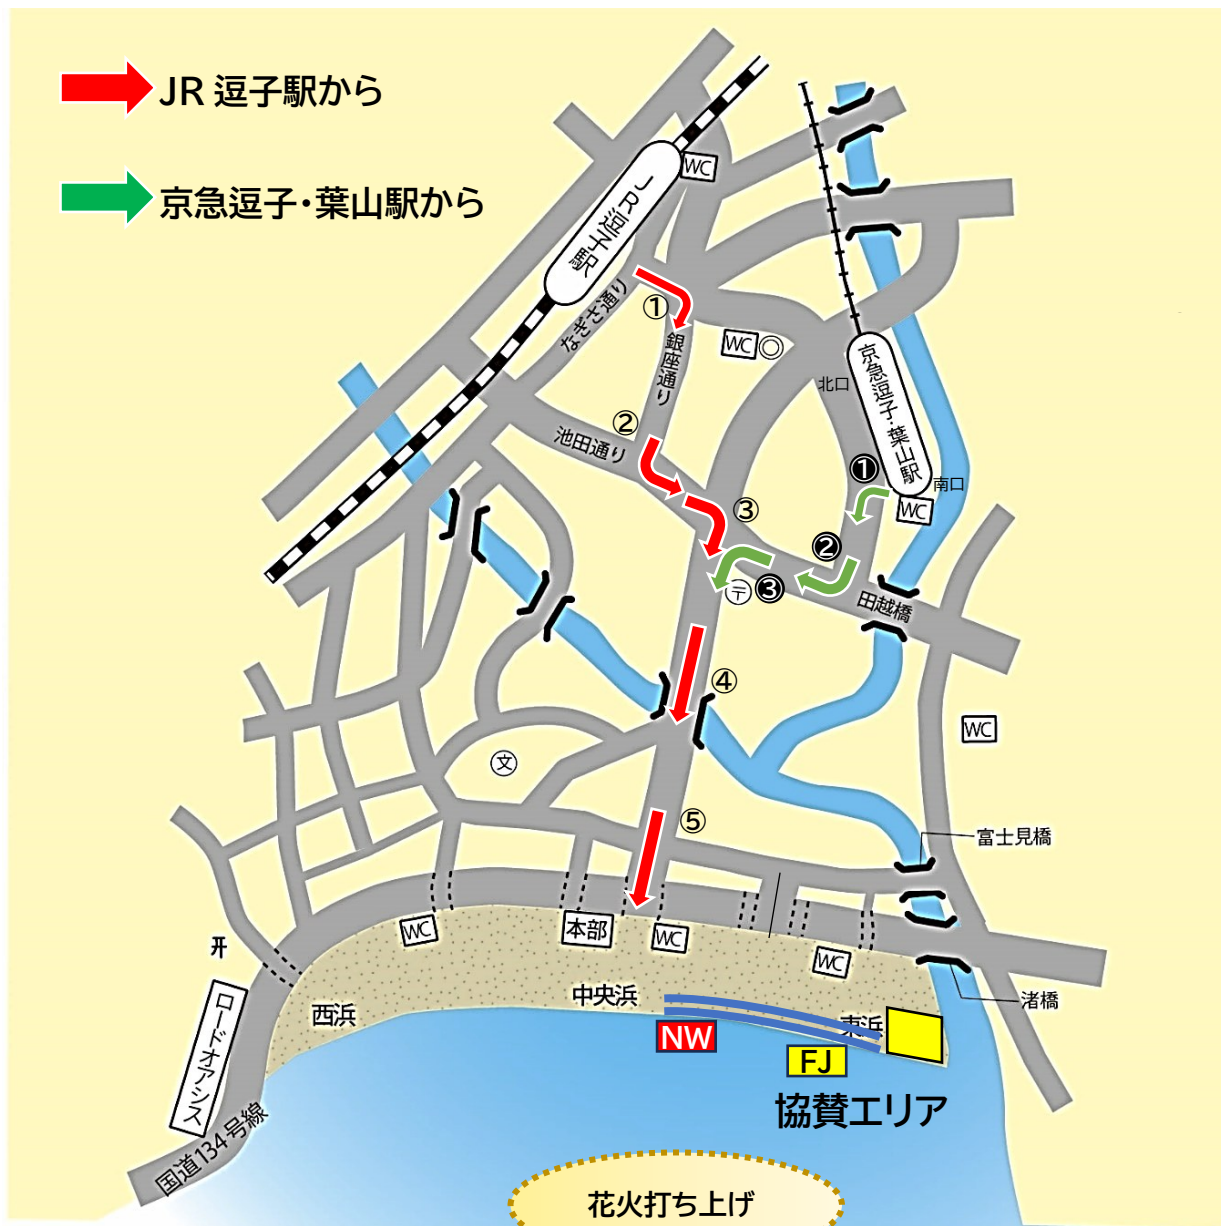 JR 逗子駅から
京急逗子・葉山駅から
WC
JR逗子駅
なぎさ通り
①
銀座通り
WC
◎
北口
京急逗子・葉山駅
②
池田通り
❶
南口
WC
③
❷
〒
❸
田越橋
④
WC
文
⑤
富士見橋
WC
本部
WC
WC
渚橋
西浜
中央浜
東浜
ロードオアシス
NW
FJ
協賛エリア
国道134号線
花火打ち上げ